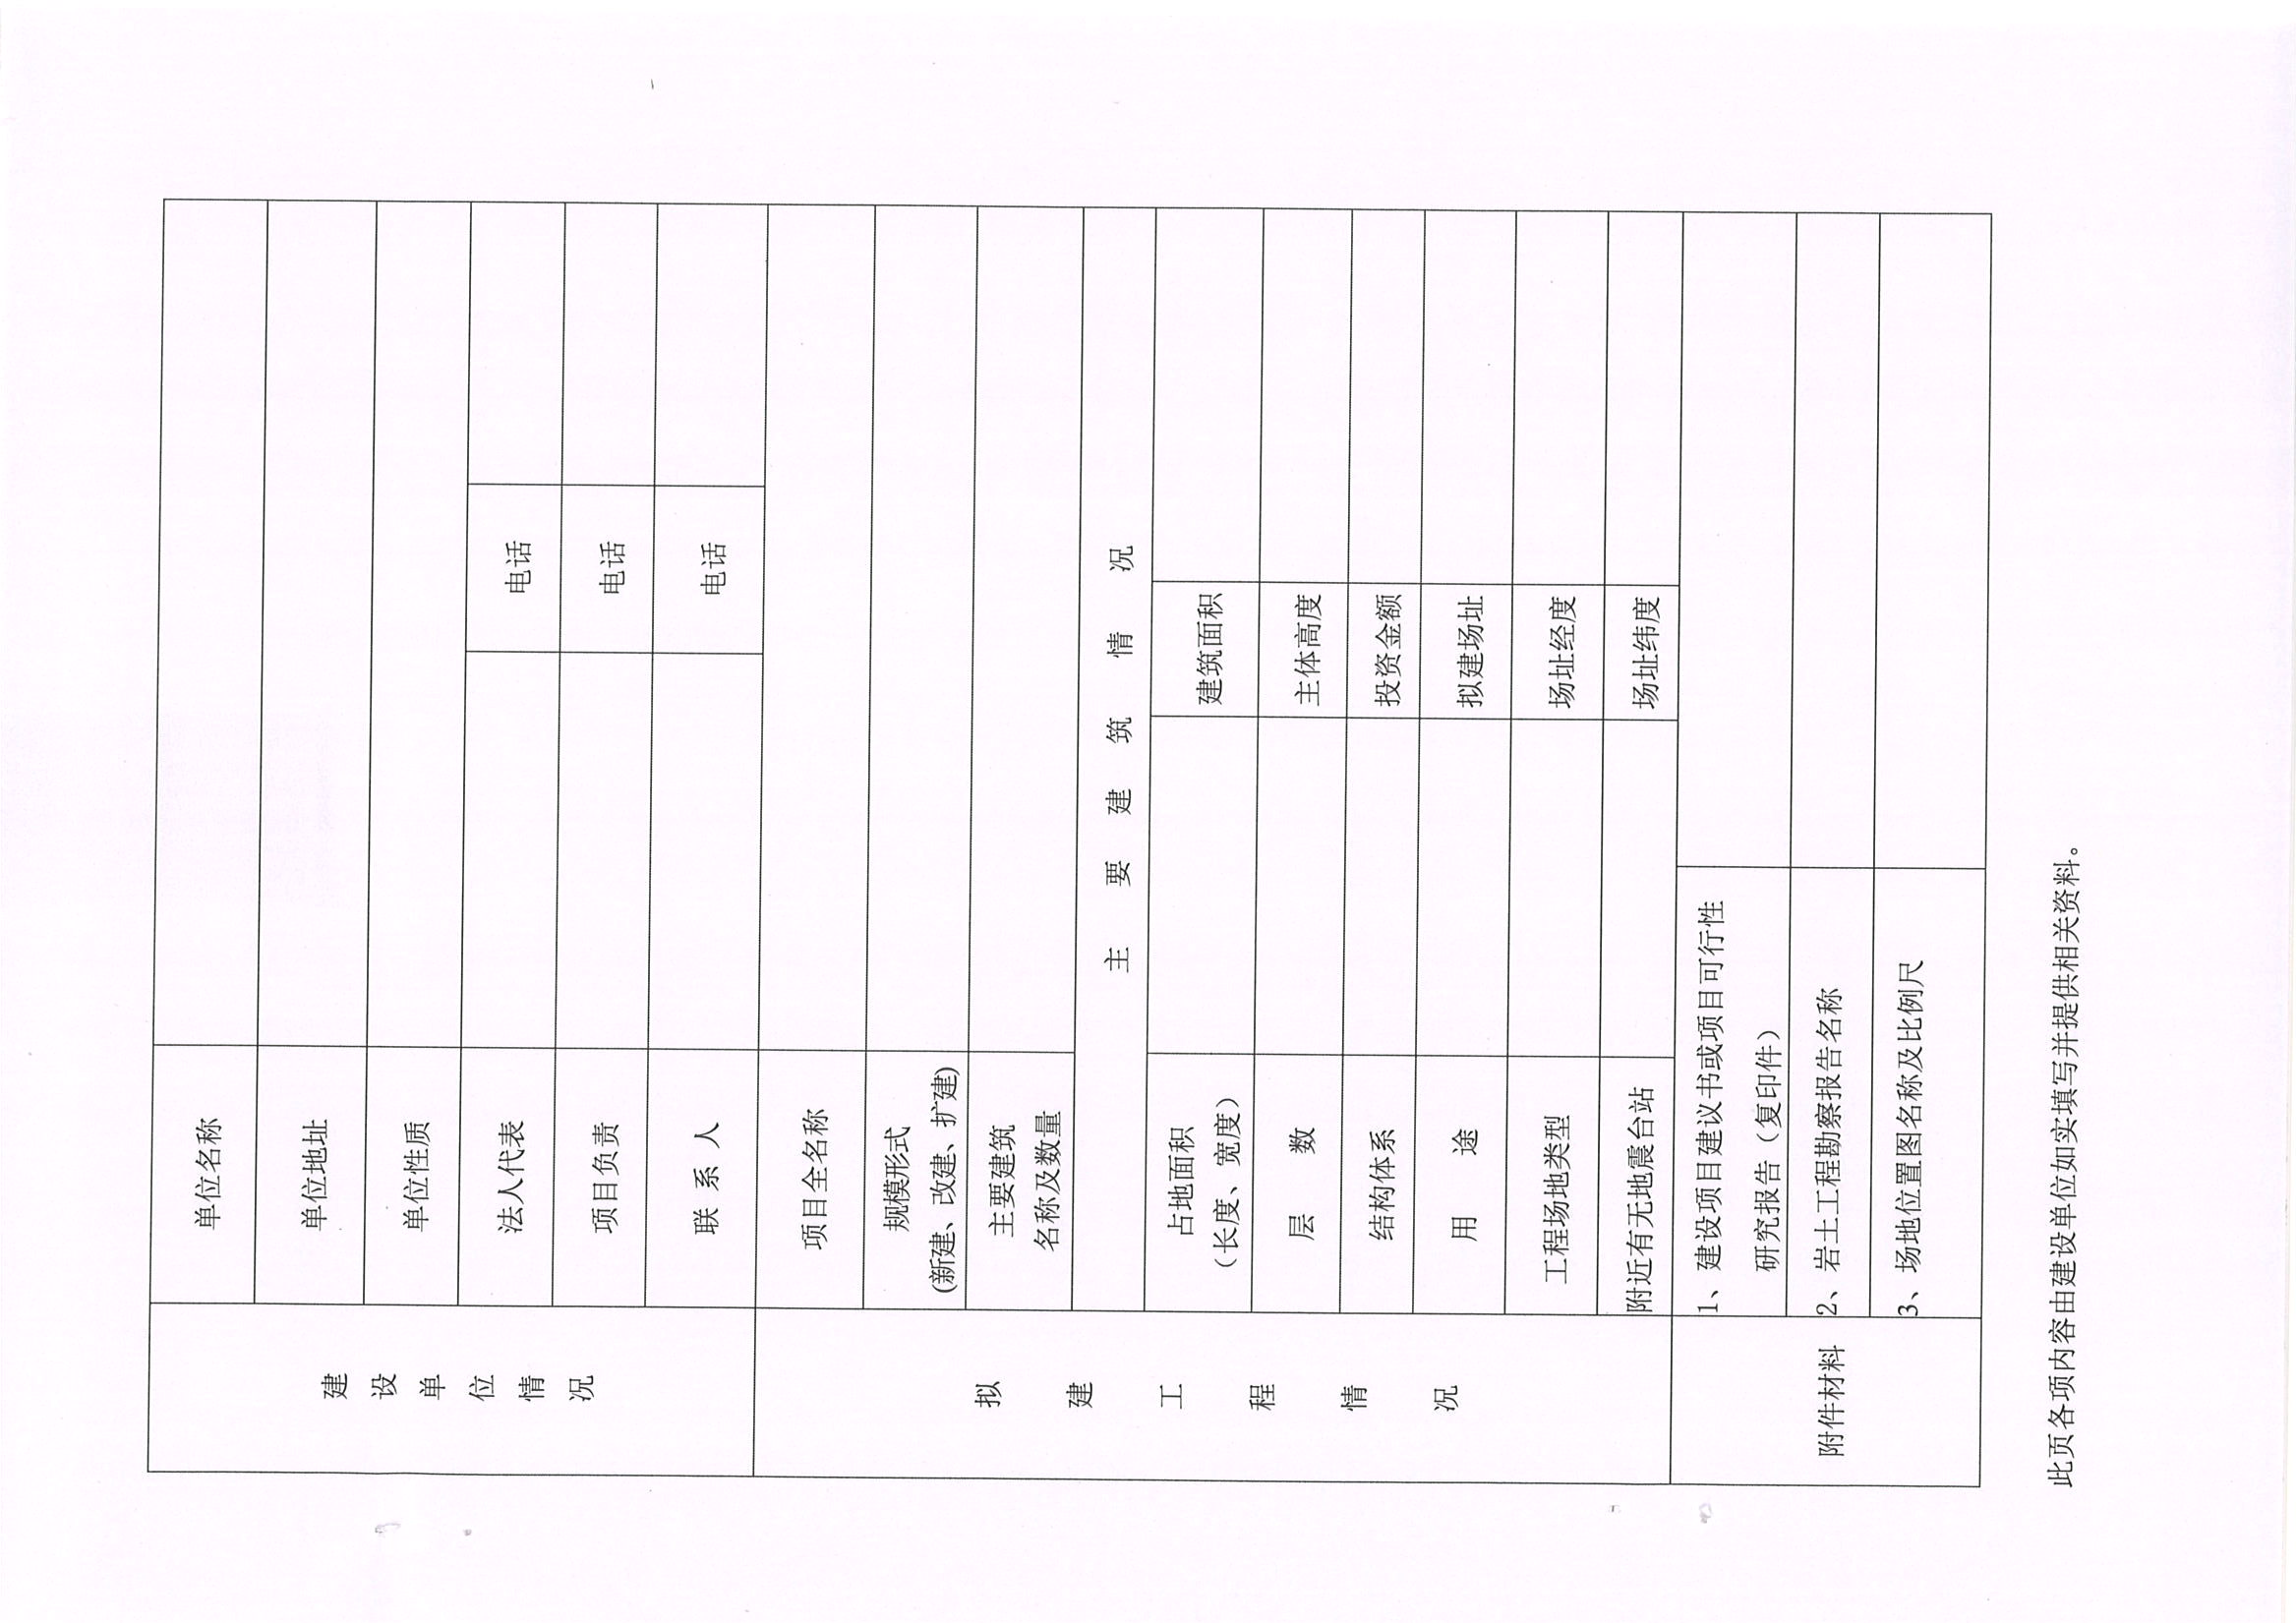 建设单位情况
单位名称
单位地址
单位性质
法人代表 电话
项目负责 电话
联 系 人 电话
拟建工程情况
项目全名称
规模形式
(新建、改建、扩建)
主要建筑
名称及数量
主 要 建 筑 情 况
占地面积
（长度、宽度） 建筑面积
层 数 主体高度
结构体系 投资金额
用 途 拟建场址
工程场地类型 场址经度
附近有无地震台站 场址纬度
附件材料
1、建设项目建议书或项目可行性
研究报告（复印件）
2、岩土工程勘察报告名称
3、场地位置图名称及比例尺
此页各项内容由建设单位如实填写并提供相关资料。